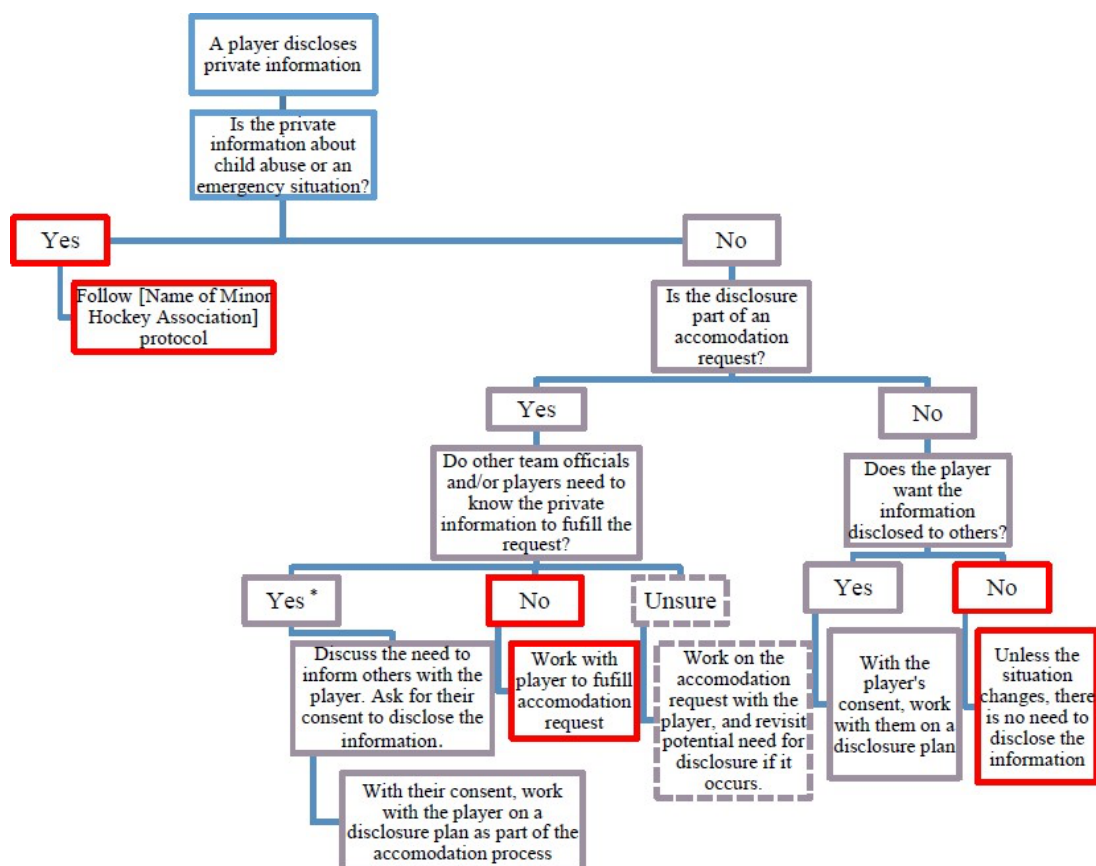 A player discloses
private information
Is the private
information about
child abuse or an
emergency situation?
Yes
No
Follow [Name of Minor
Hockey Association]
protocol
Is the disclosure
part of an
accomodation
request?
Yes
No
Do other team officials
and/or players need to
know the private
information to fufill the
request?
Does the player
want the
information
disclosed to others?
Yes *
No
Unsure
Yes
No
Discuss the need to
inform others with the
player. Ask for their
consent to disclose the
information.
Work with
player to fufill
accomodation
request
Work on the
accomodation
request with the
player, and revisit
potential need for
disclosure if it
occurs.
With the
player's
consent, work
with them on a
disclosure plan
Unless the
situation
changes, there
is no need to
disclose the
information
With their consent, work
with the player on a
disclosure plan as part of the
accomodation process